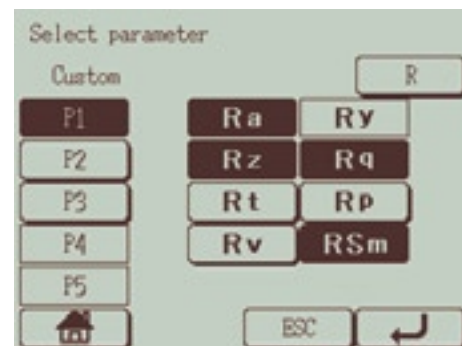 Select parameter
Custom R
P1 Ra Ry
P2 Rz Rq
P3 Rt Rp
P4 Rv RSm
P5
ESC